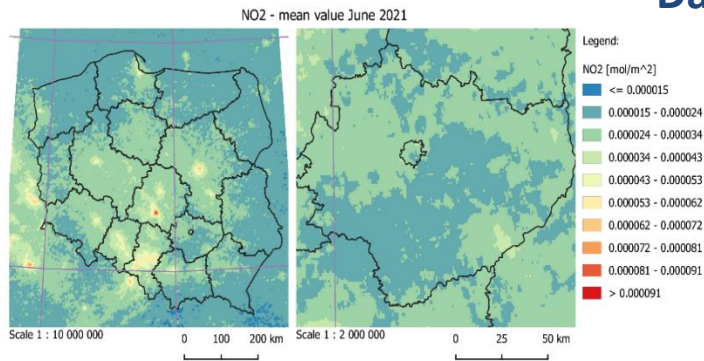 Da
NO2 - mean value June 2021
Legend:
NO2 [mol/m^2]
<= 0.000015
0.000015 - 0.000024
0.000024 - 0.000034
0.000034 - 0.000043
0.000043 - 0.000053
0.000053 - 0.000062
0.000062 - 0.000072
0.000072 - 0.000081
0.000081 - 0.000091
> 0.000091
Scale 1 : 10 000 000
0 100 200 km
Scale 1 : 2 000 000
0 25 50 km